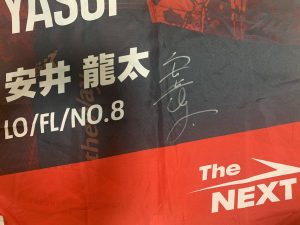 YASUI
安井 龍太
LO/FL/NO.8
The
NEXT